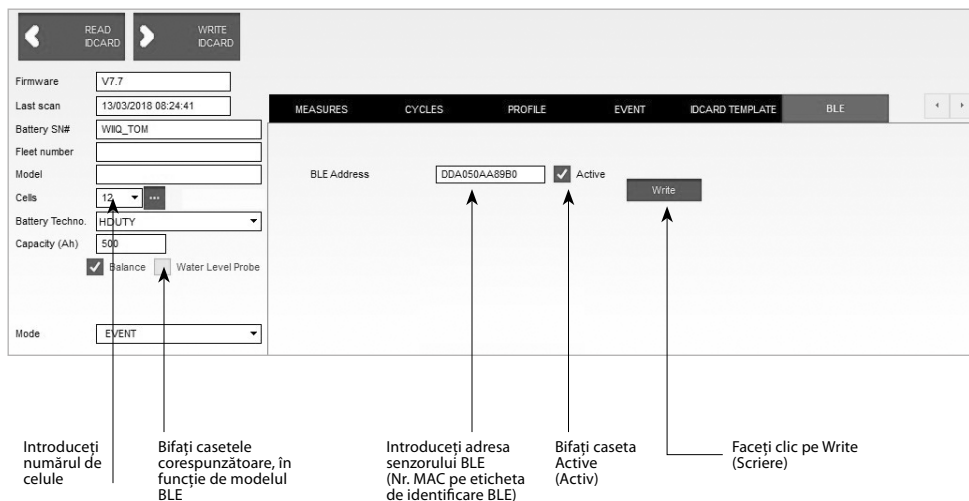 READ
IDCARD
WRITE
IDCARD
Firmware V7.7
Last scan 13/03/2018 08:24:41
Battery SN# WIIQ_TOM
Fleet number
Model
Cells 12 ...
Battery Techno. HDUTY
Capacity (Ah) 500
Balance Water Level Probe
Mode EVENT
MEASURES CYCLES PROFILE EVENT IDCARD TEMPLATE BLE
BLE Address DDA050AA89B0 Active
Write
Introduceți
numărul de
celule
Bifați casetele
corespunzătoare, în
funcție de modelul
BLE
Introduceți adresa
senzorului BLE
(Nr. MAC pe eticheta
de identificare BLE)
Bifați caseta
Active
(Activ)
Faceți clic pe Write
(Scriere)